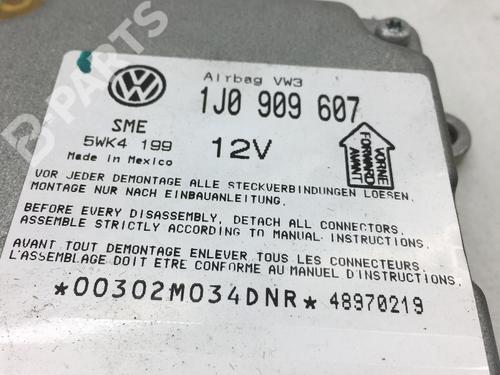 B-PARTS
Airbag VW3
1J0 909 607
SME
5WK4 199
12V
Made in Mexico
VORNE
FORWARD
AVANT
VOR JEDER DEMONTAGE ALLE STECKVERBINDUNGEN LOESEN.
MONTAGE NUR NACH EINBAUANLEITUNG.
BEFORE EVERY DISASSEMBLY, DETACH ALL CONNECTORS.
ASSEMBLE STRICTLY ACCORDING TO MANUAL INSTRUCTIONS.
AVANT TOUT DEMONTAGE ENLEVER TOUS LES CONNECTEURS.
L'ASSEMBLAGE DOIT ETRE CONFORME AU MANUEL D'INSTRUCTIONS.
*00302M034DNR* 48970219